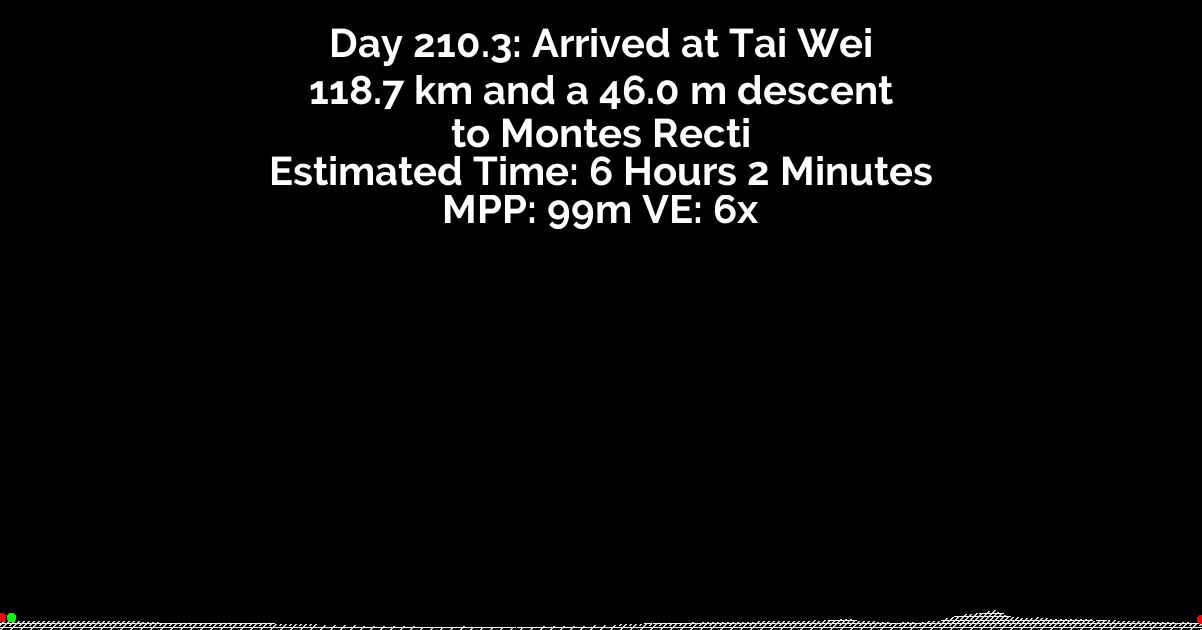 Day 210.3: Arrived at Tai Wei
118.7 km and a 46.0 m descent
to Montes Recti
Estimated Time: 6 Hours 2 Minutes
MPP: 99m VE: 6x